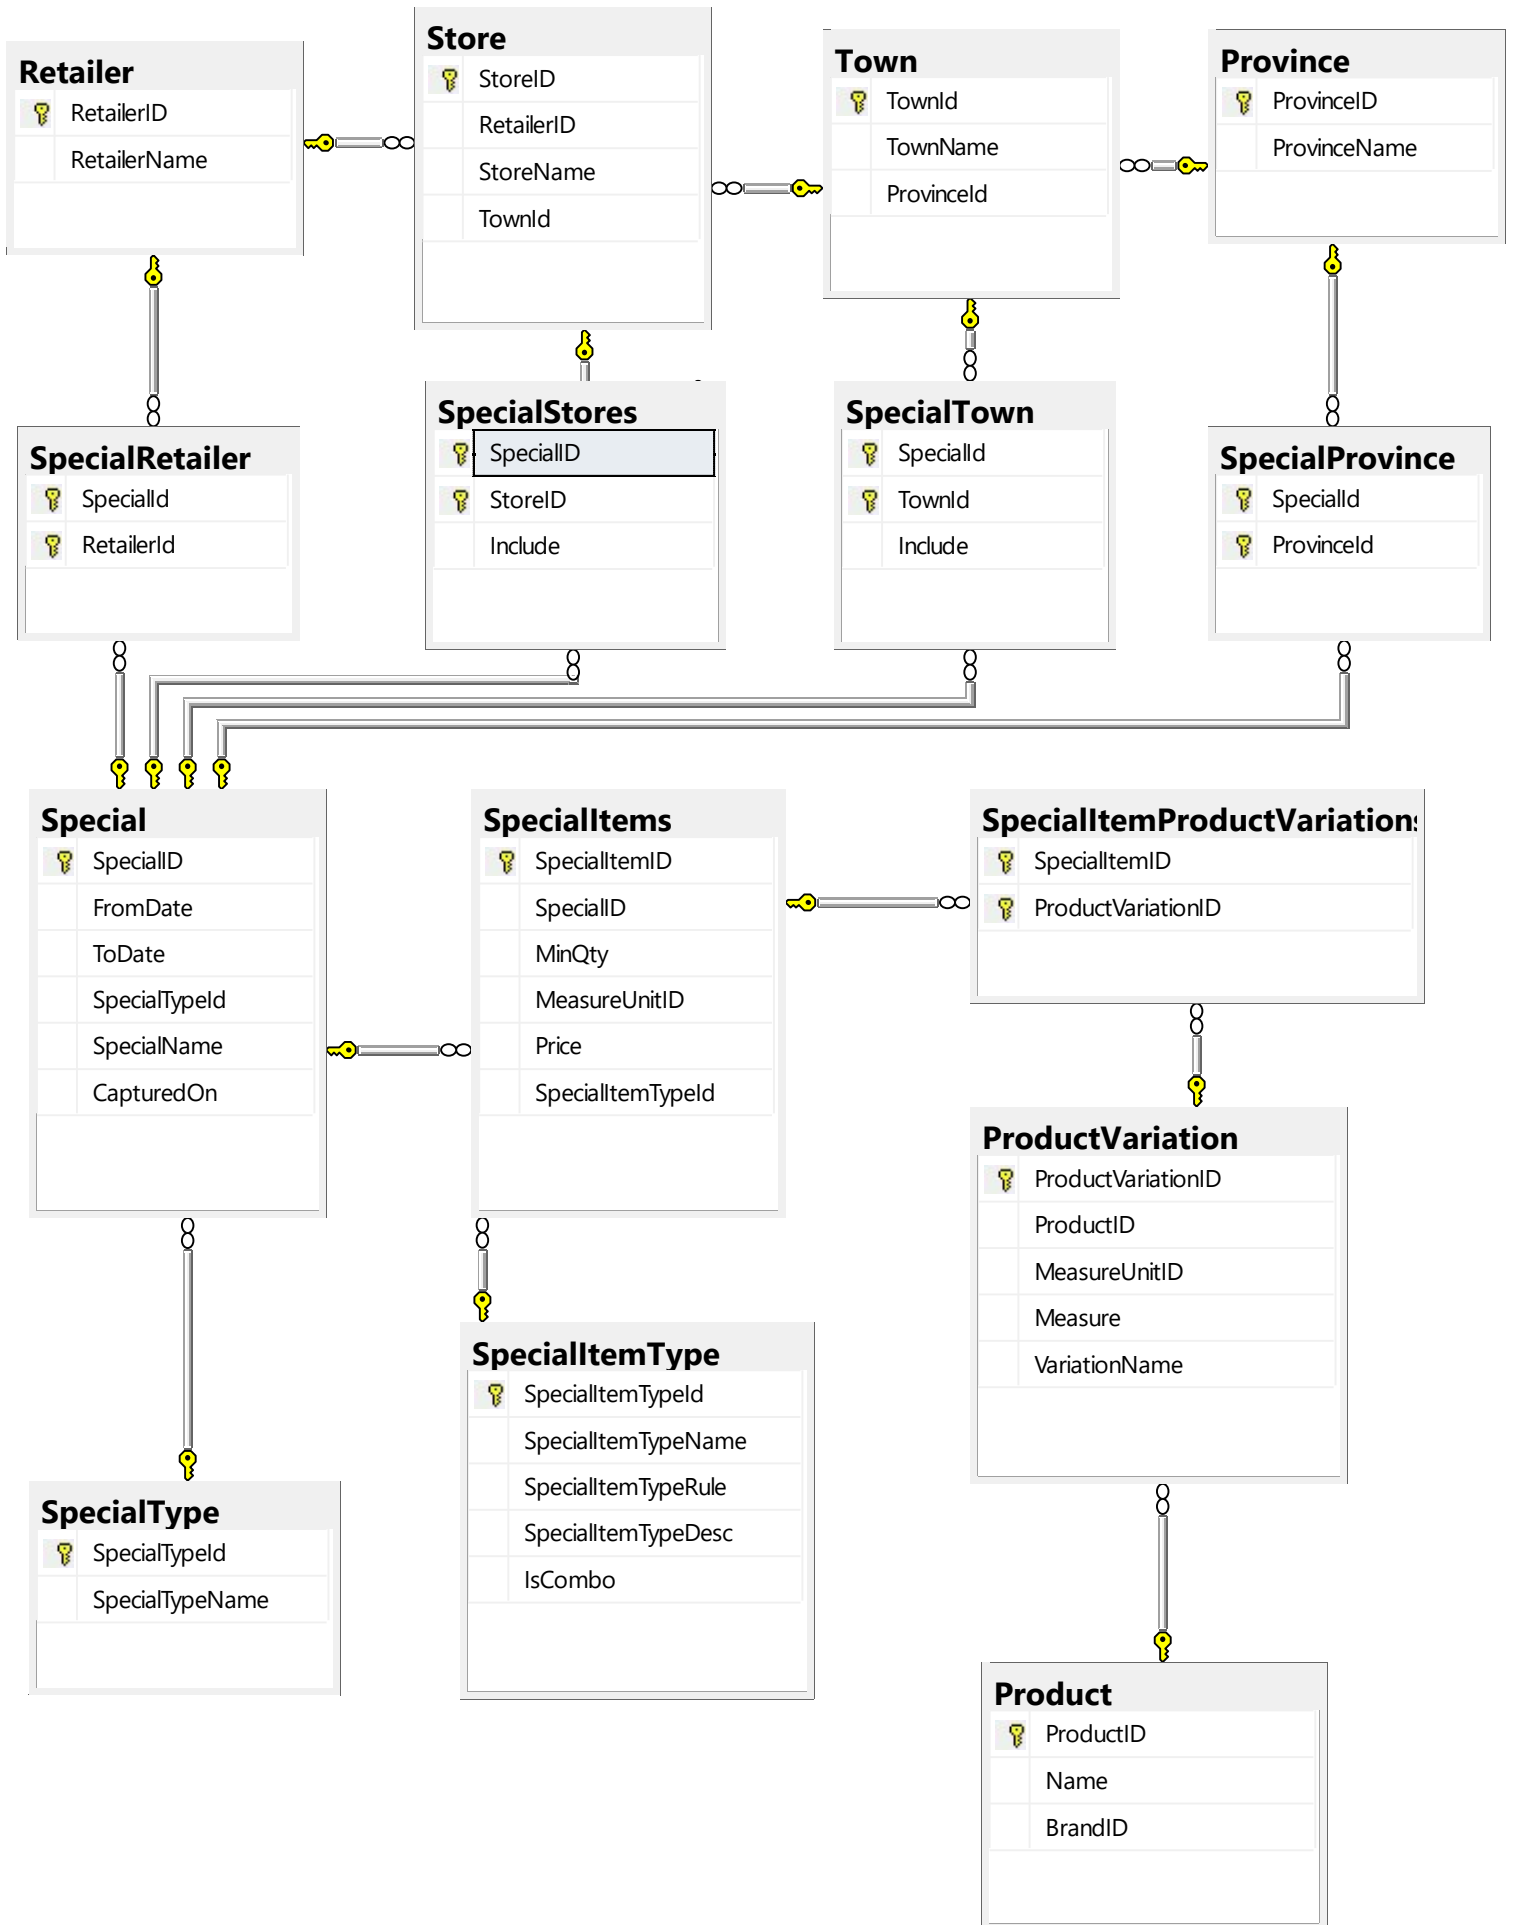 Retailer
RetailerID
RetailerName
Store
StoreID
RetailerID
StoreName
TownId
Town
TownId
TownName
ProvinceId
Province
ProvinceID
ProvinceName
SpecialRetailer
SpecialId
RetailerId
SpecialStores
SpecialID
StoreID
Include
SpecialTown
SpecialId
TownId
Include
SpecialProvince
SpecialId
ProvinceId
Special
SpecialID
FromDate
ToDate
SpecialTypeId
SpecialName
CapturedOn
SpecialItems
SpecialItemID
SpecialID
MinQty
MeasureUnitID
Price
SpecialItemTypeId
SpecialItemProductVariations
SpecialItemID
ProductVariationID
ProductVariation
ProductVariationID
ProductID
MeasureUnitID
Measure
VariationName
SpecialItemType
SpecialItemTypeId
SpecialItemTypeName
SpecialItemTypeRule
SpecialItemTypeDesc
IsCombo
SpecialType
SpecialTypeId
SpecialTypeName
Product
ProductID
Name
BrandID